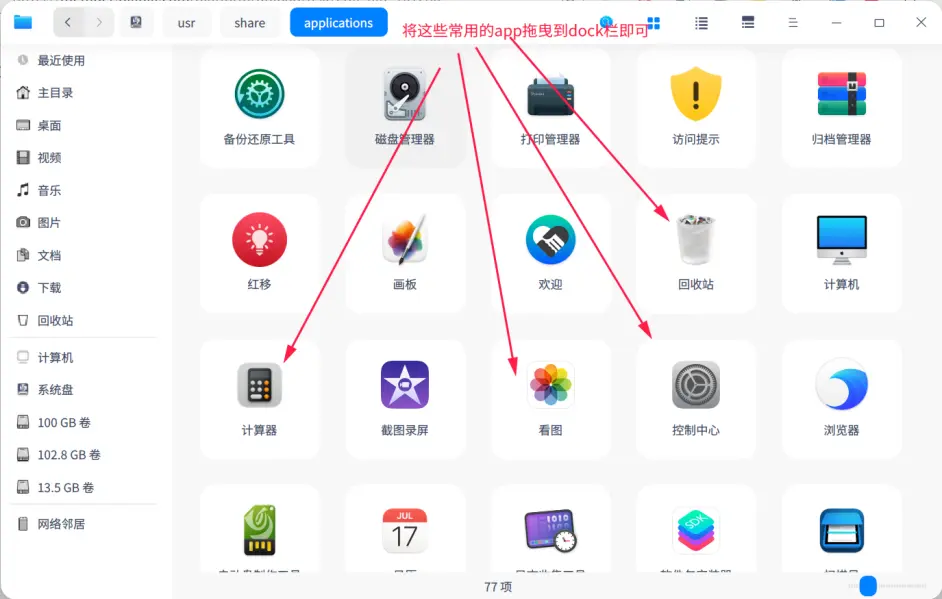 usr
share
applications
将这些常用的app拖曳到dock栏即可
最近使用
主目录
桌面
视频
音乐
图片
文档
下载
回收站
计算机
系统盘
100 GB 卷
102.8 GB 卷
13.5 GB 卷
网络邻居
备份还原工具
磁盘管理器
打印管理器
访问提示
归档管理器
红移
画板
欢迎
回收站
计算机
计算器
截图录屏
看图
控制中心
浏览器
JUL
17
SDK
77 项